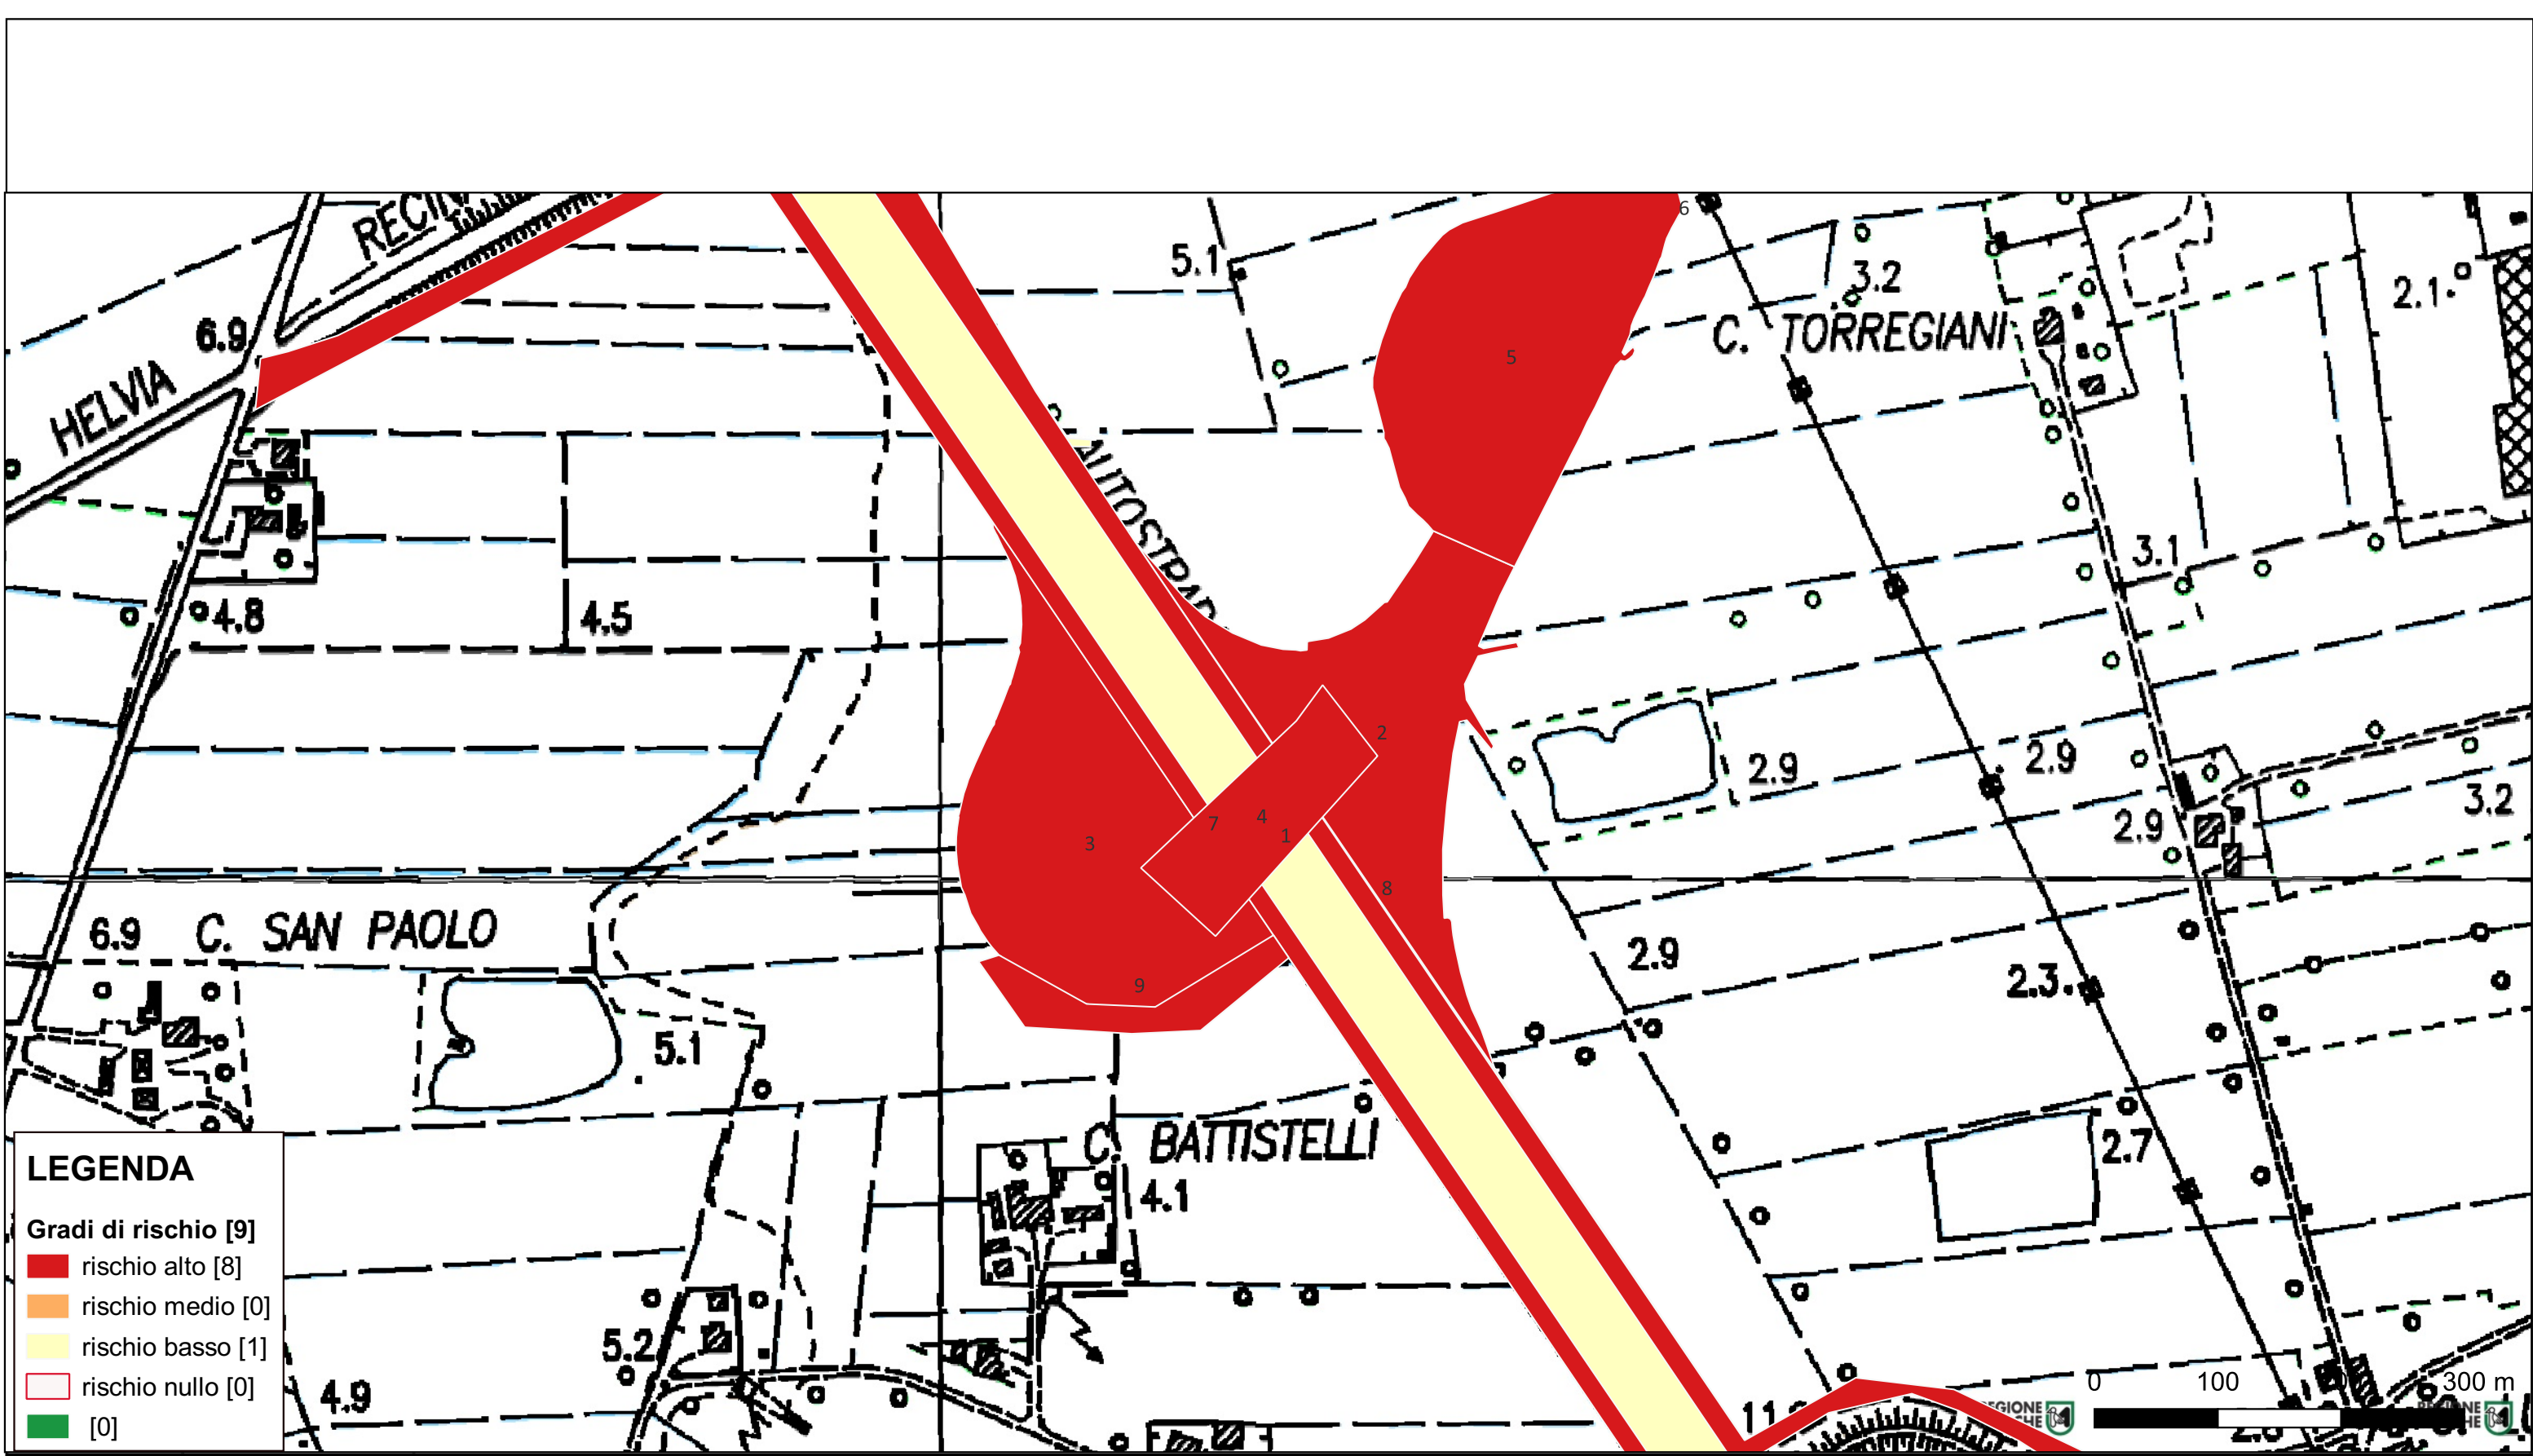 RECIN
6
5.1
3.2
2.1
6.9
C. TORREGIANI
5
HELVIA
AUTOSTRAD
3.1
4.8
4.5
2
2.9
2.9
3.2
7
4
1
2.9
3
8
6.9
C. SAN PAOLO
2.9
2.3
9
5.1
C. BATTISTELLI
2.7
4.1
LEGENDA
Gradi di rischio [9]
rischio alto [8]
rischio medio [0]
rischio basso [1]
rischio nullo [0]
[0]
5.2
4.9
0 100 300 m
11.